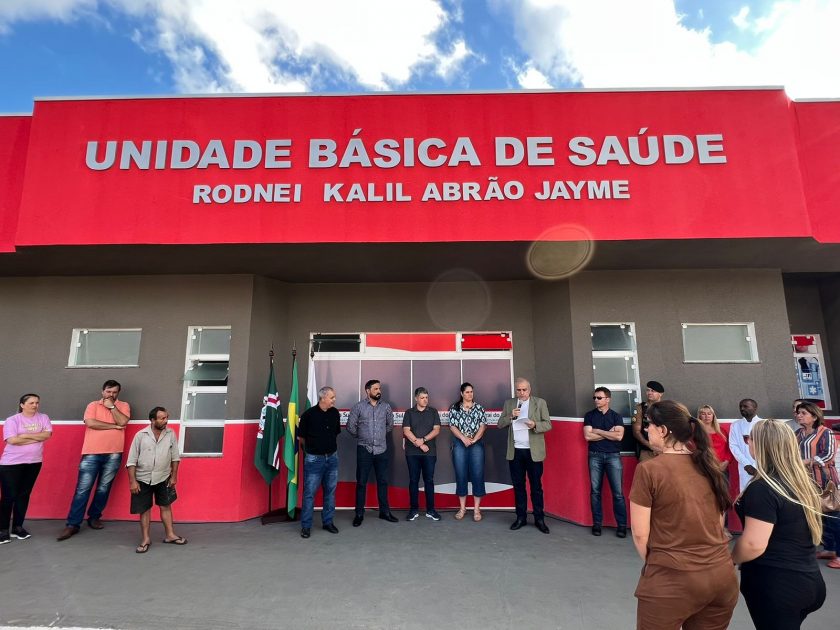 UNIDADE BÁSICA DE SAÚDE
RODNEI KALIL ABRÃO JAYME